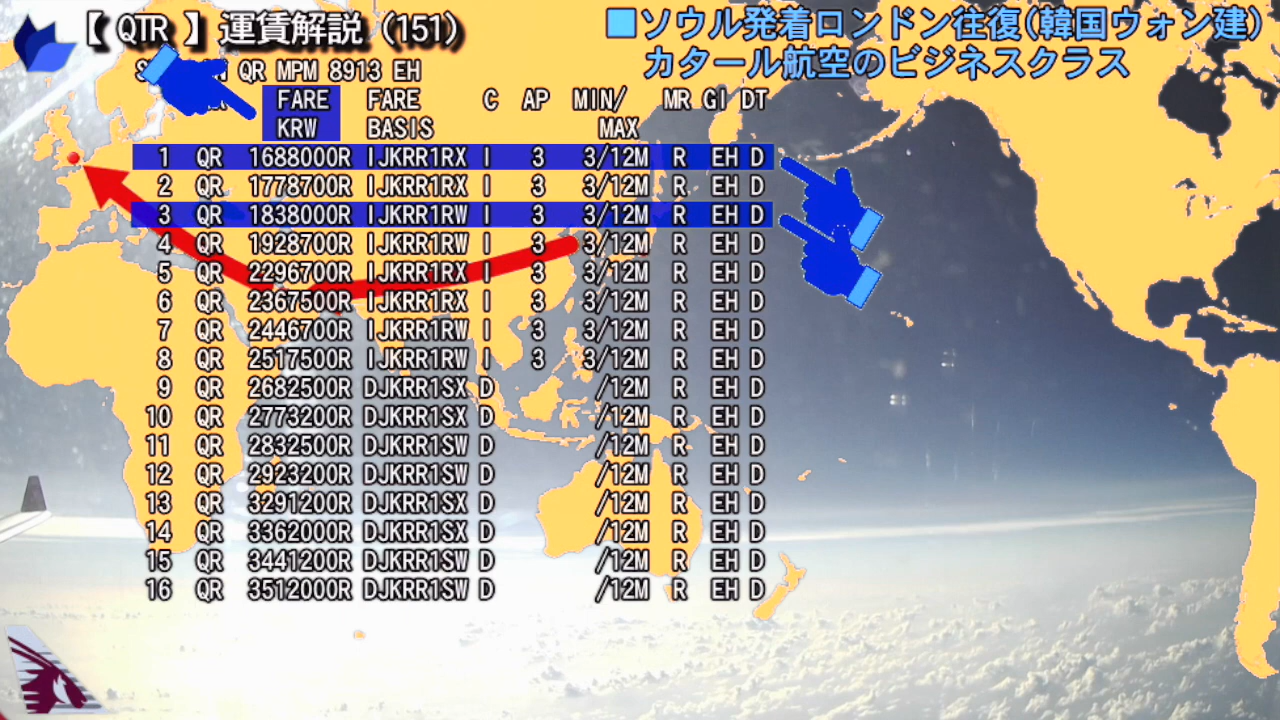 【 QTR 】運賃解説（151）
■ソウル発着ロンドン往復(韓国ウォン建)
カタール航空のビジネスクラス
QR MPM 8913 EH
FARE FARE C AP MIN/ MR GI DT
KRW BASIS MAX
1 QR 1688000R IJKRR1RX I 3 3/12M R EH D
2 QR 1778700R IJKRR1RX I 3 3/12M R EH D
3 QR 1838000R IJKRR1RW I 3 3/12M R EH D
4 QR 1928700R IJKRR1RW I 3 3/12M R EH D
5 QR 2296700R IJKRR1RX I 3 3/12M R EH D
6 QR 2367500R IJKRR1RX I 3 3/12M R EH D
7 QR 2446700R IJKRR1RW I 3 3/12M R EH D
8 QR 2517500R IJKRR1RW I 3 3/12M R EH D
9 QR 2682500R DJKRR1SX D /12M R EH D
10 QR 2773200R DJKRR1SX D /12M R EH D
11 QR 2832500R DJKRR1SW D /12M R EH D
12 QR 2923200R DJKRR1SW D /12M R EH D
13 QR 3291200R DJKRR1SX D /12M R EH D
14 QR 3362000R DJKRR1SX D /12M R EH D
15 QR 3441200R DJKRR1SW D /12M R EH D
16 QR 3512000R DJKRR1SW D /12M R EH D